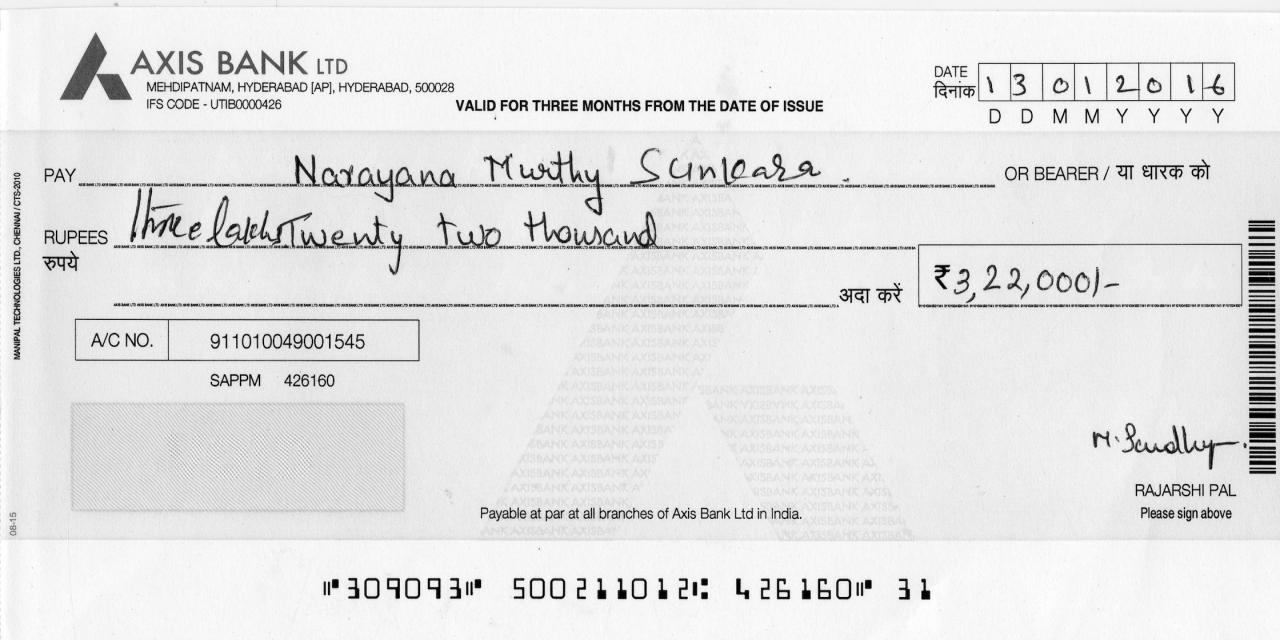 AXIS BANK LTD
MEHDIPATNAM, HYDERABAD [AP], HYDERABAD, 500028
IFS CODE - UTIB0000426
VALID FOR THREE MONTHS FROM THE DATE OF ISSUE
DATE
दिनांक 1 3 0 1 2 0 1 6
D D M M Y Y Y Y
PAY Narayana Murthy Sunkara. OR BEARER / या धारक को
RUPEES Three lakhs Twenty two thousand
रुपये
अदा करें ₹3,22,000/-
A/C NO. 911010049001545
SAPPM 426160
M. Sandhy
RAJARSHI PAL
Please sign above
Payable at par at all branches of Axis Bank Ltd in India.
MANIPAL TECHNOLOGIES LTD, CHENNAI / CTS-2010
08-15
⑈309093⑈ 500211012⑆ 426160⑈ 31